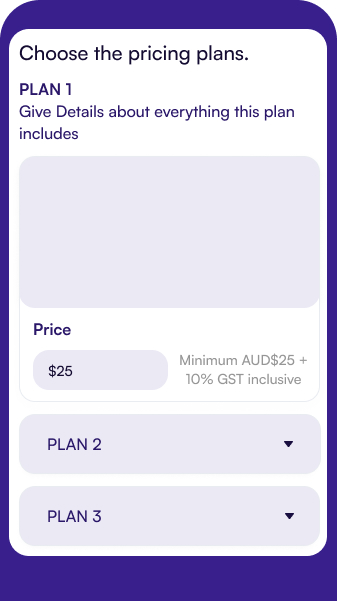 Choose the pricing plans.
PLAN 1
Give Details about everything this plan
includes
Price
$25
Minimum AUD$25 +
10% GST inclusive
PLAN 2
PLAN 3